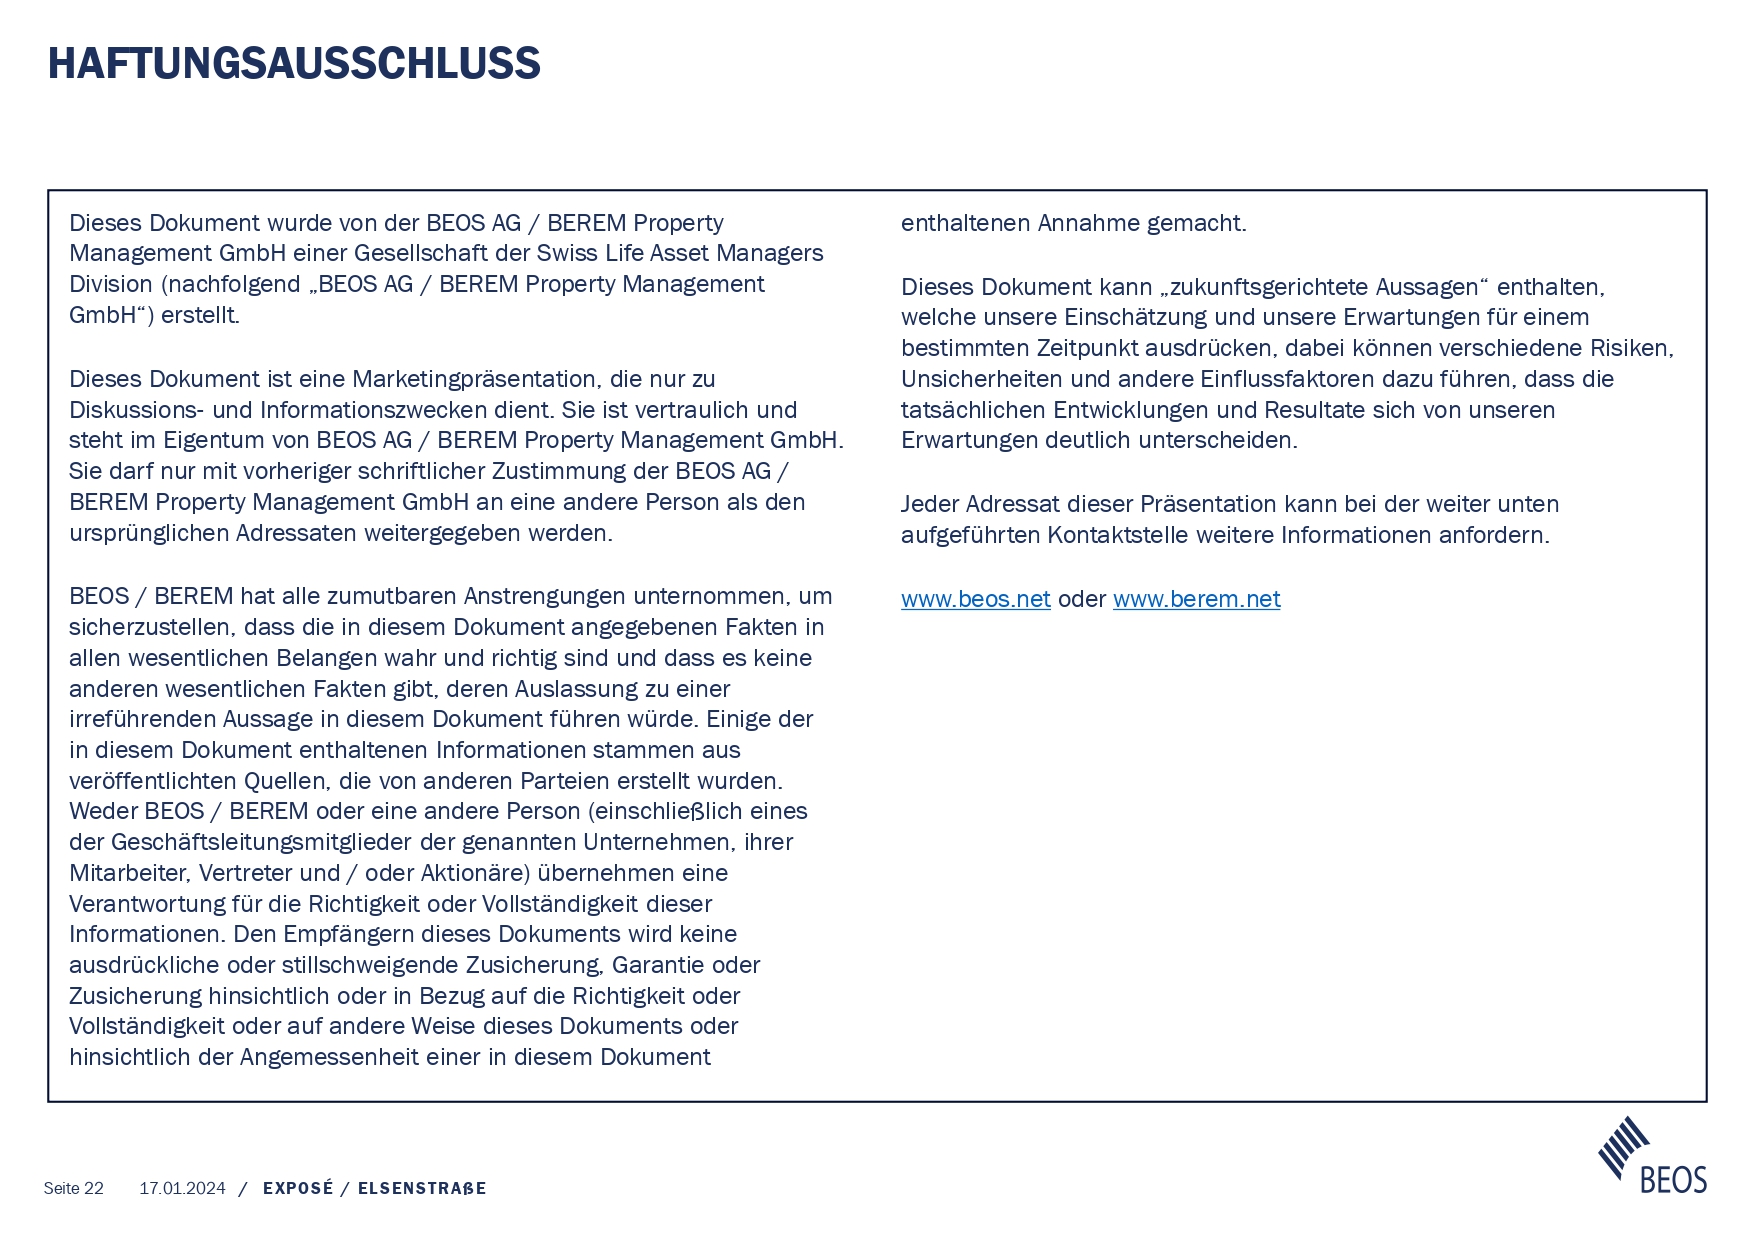 HAFTUNGSAUSSCHLUSS
Dieses Dokument wurde von der BEOS AG / BEREM Property
Management GmbH einer Gesellschaft der Swiss Life Asset Managers
Division (nachfolgend „BEOS AG / BEREM Property Management
GmbH“) erstellt.
Dieses Dokument ist eine Marketingpräsentation, die nur zu
Diskussions- und Informationszwecken dient. Sie ist vertraulich und
steht im Eigentum von BEOS AG / BEREM Property Management GmbH.
Sie darf nur mit vorheriger schriftlicher Zustimmung der BEOS AG /
BEREM Property Management GmbH an eine andere Person als den
ursprünglichen Adressaten weitergegeben werden.
BEOS / BEREM hat alle zumutbaren Anstrengungen unternommen, um
sicherzustellen, dass die in diesem Dokument angegebenen Fakten in
allen wesentlichen Belangen wahr und richtig sind und dass es keine
anderen wesentlichen Fakten gibt, deren Auslassung zu einer
irreführenden Aussage in diesem Dokument führen würde. Einige der
in diesem Dokument enthaltenen Informationen stammen aus
veröffentlichten Quellen, die von anderen Parteien erstellt wurden.
Weder BEOS / BEREM oder eine andere Person (einschließlich eines
der Geschäftsleitungsmitglieder der genannten Unternehmen, ihrer
Mitarbeiter, Vertreter und / oder Aktionäre) übernehmen eine
Verantwortung für die Richtigkeit oder Vollständigkeit dieser
Informationen. Den Empfängern dieses Dokuments wird keine
ausdrückliche oder stillschweigende Zusicherung, Garantie oder
Zusicherung hinsichtlich oder in Bezug auf die Richtigkeit oder
Vollständigkeit oder auf andere Weise dieses Dokuments oder
hinsichtlich der Angemessenheit einer in diesem Dokument
enthaltenen Annahme gemacht.
Dieses Dokument kann „zukunftsgerichtete Aussagen“ enthalten,
welche unsere Einschätzung und unsere Erwartungen für einem
bestimmten Zeitpunkt ausdrücken, dabei können verschiedene Risiken,
Unsicherheiten und andere Einflussfaktoren dazu führen, dass die
tatsächlichen Entwicklungen und Resultate sich von unseren
Erwartungen deutlich unterscheiden.
Jeder Adressat dieser Präsentation kann bei der weiter unten
aufgeführten Kontaktstelle weitere Informationen anfordern.
www.beos.net oder www.berem.net
Seite 22 17.01.2024 / EXPOSÉ / ELSENSTRAßE
BEOS